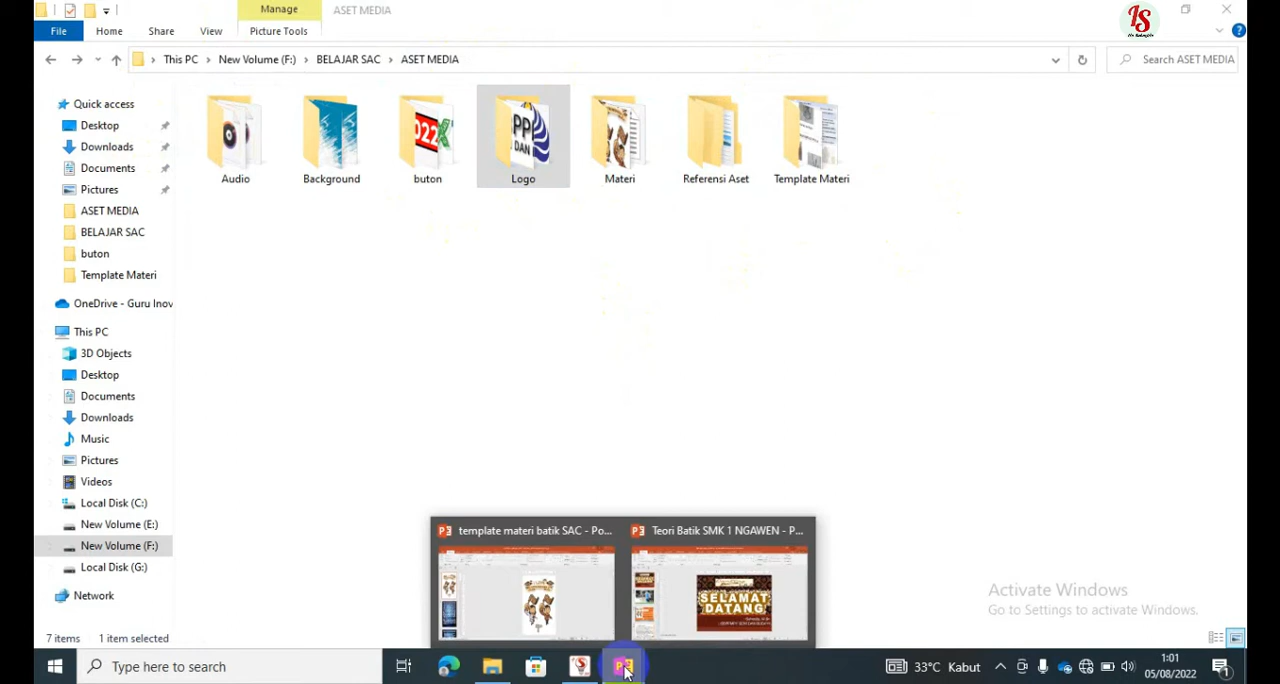 Manage
ASET MEDIA
File
Home
Share
View
Picture Tools
This PC
New Volume (F:)
BELAJAR SAC
ASET MEDIA
Search ASET MEDIA
Quick access
Desktop
Downloads
Documents
Pictures
ASET MEDIA
BELAJAR SAC
buton
Template Materi
OneDrive - Guru Inov
This PC
3D Objects
Desktop
Documents
Downloads
Music
Pictures
Videos
Local Disk (C:)
New Volume (E:)
New Volume (F:)
Local Disk (G:)
Network
Audio
Background
buton
Logo
Materi
Referensi Aset
Template Materi
022
PP
DAN
IS
template materi batik SAC - Po...
Teori Batik SMK 1 NGAWEN - P...
SELAMAT
DATANG
Activate Windows
Go to Settings to activate Windows.
7 items
1 item selected
Type here to search
33°C Kabut
1:01
05/08/2022
1